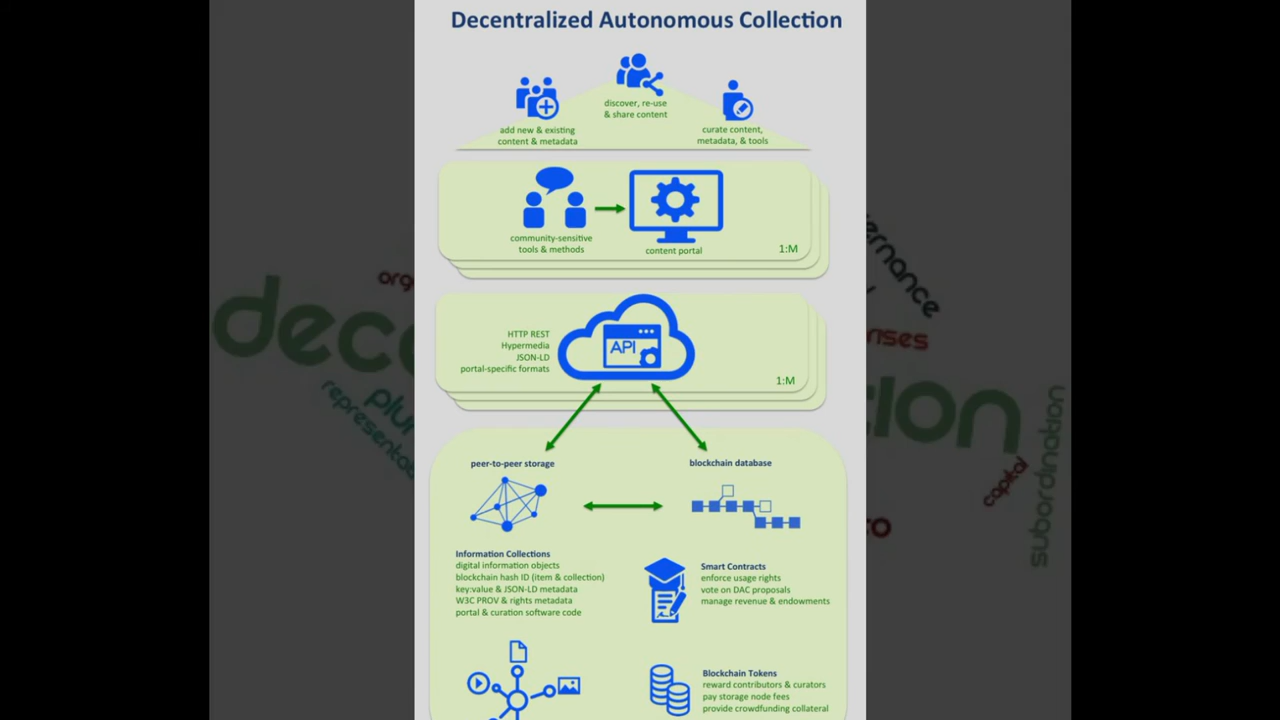 Decentralized Autonomous Collection
discover, re-use
& share content
add new & existing
content & metadata
curate content,
metadata, & tools
community-sensitive
tools & methods
content portal
1:M
HTTP REST
Hypermedia
JSON-LD
portal-specific formats
API
1:M
peer-to-peer storage
blockchain database
Information Collections
digital information objects
blockchain hash ID (item & collection)
key:value & JSON-LD metadata
W3C PROV & rights metadata
portal & curation software code
Smart Contracts
enforce usage rights
vote on DAC proposals
manage revenue & endowments
Blockchain Tokens
reward contributors & curators
pay storage node fees
provide crowdfunding collateral
capital
subordination